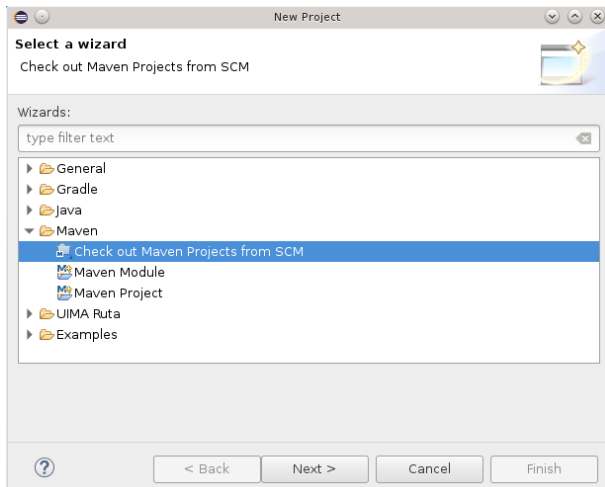 New Project
Select a wizard
Check out Maven Projects from SCM
Wizards:
type filter text
General
Gradle
Java
Maven
Check out Maven Projects from SCM
Maven Module
Maven Project
UIMA Ruta
Examples
? < Back Next > Cancel Finish